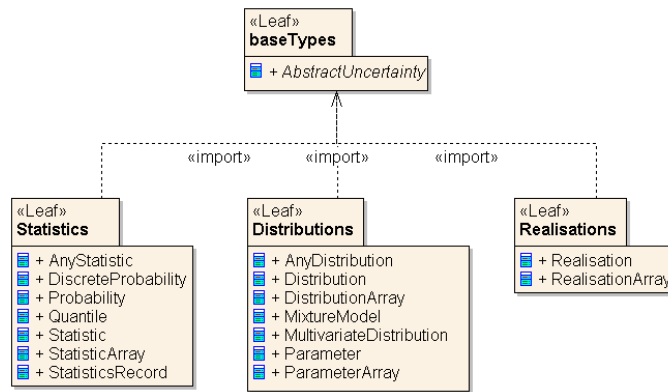 «Leaf»
baseTypes
+ AbstractUncertainty
«import» «import» «import»
«Leaf»
Statistics
+ AnyStatistic
+ DiscreteProbability
+ Probability
+ Quantile
+ Statistic
+ StatisticArray
+ StatisticsRecord
«Leaf»
Distributions
+ AnyDistribution
+ Distribution
+ DistributionArray
+ MixtureModel
+ MultivariateDistribution
+ Parameter
+ ParameterArray
«Leaf»
Realisations
+ Realisation
+ RealisationArray